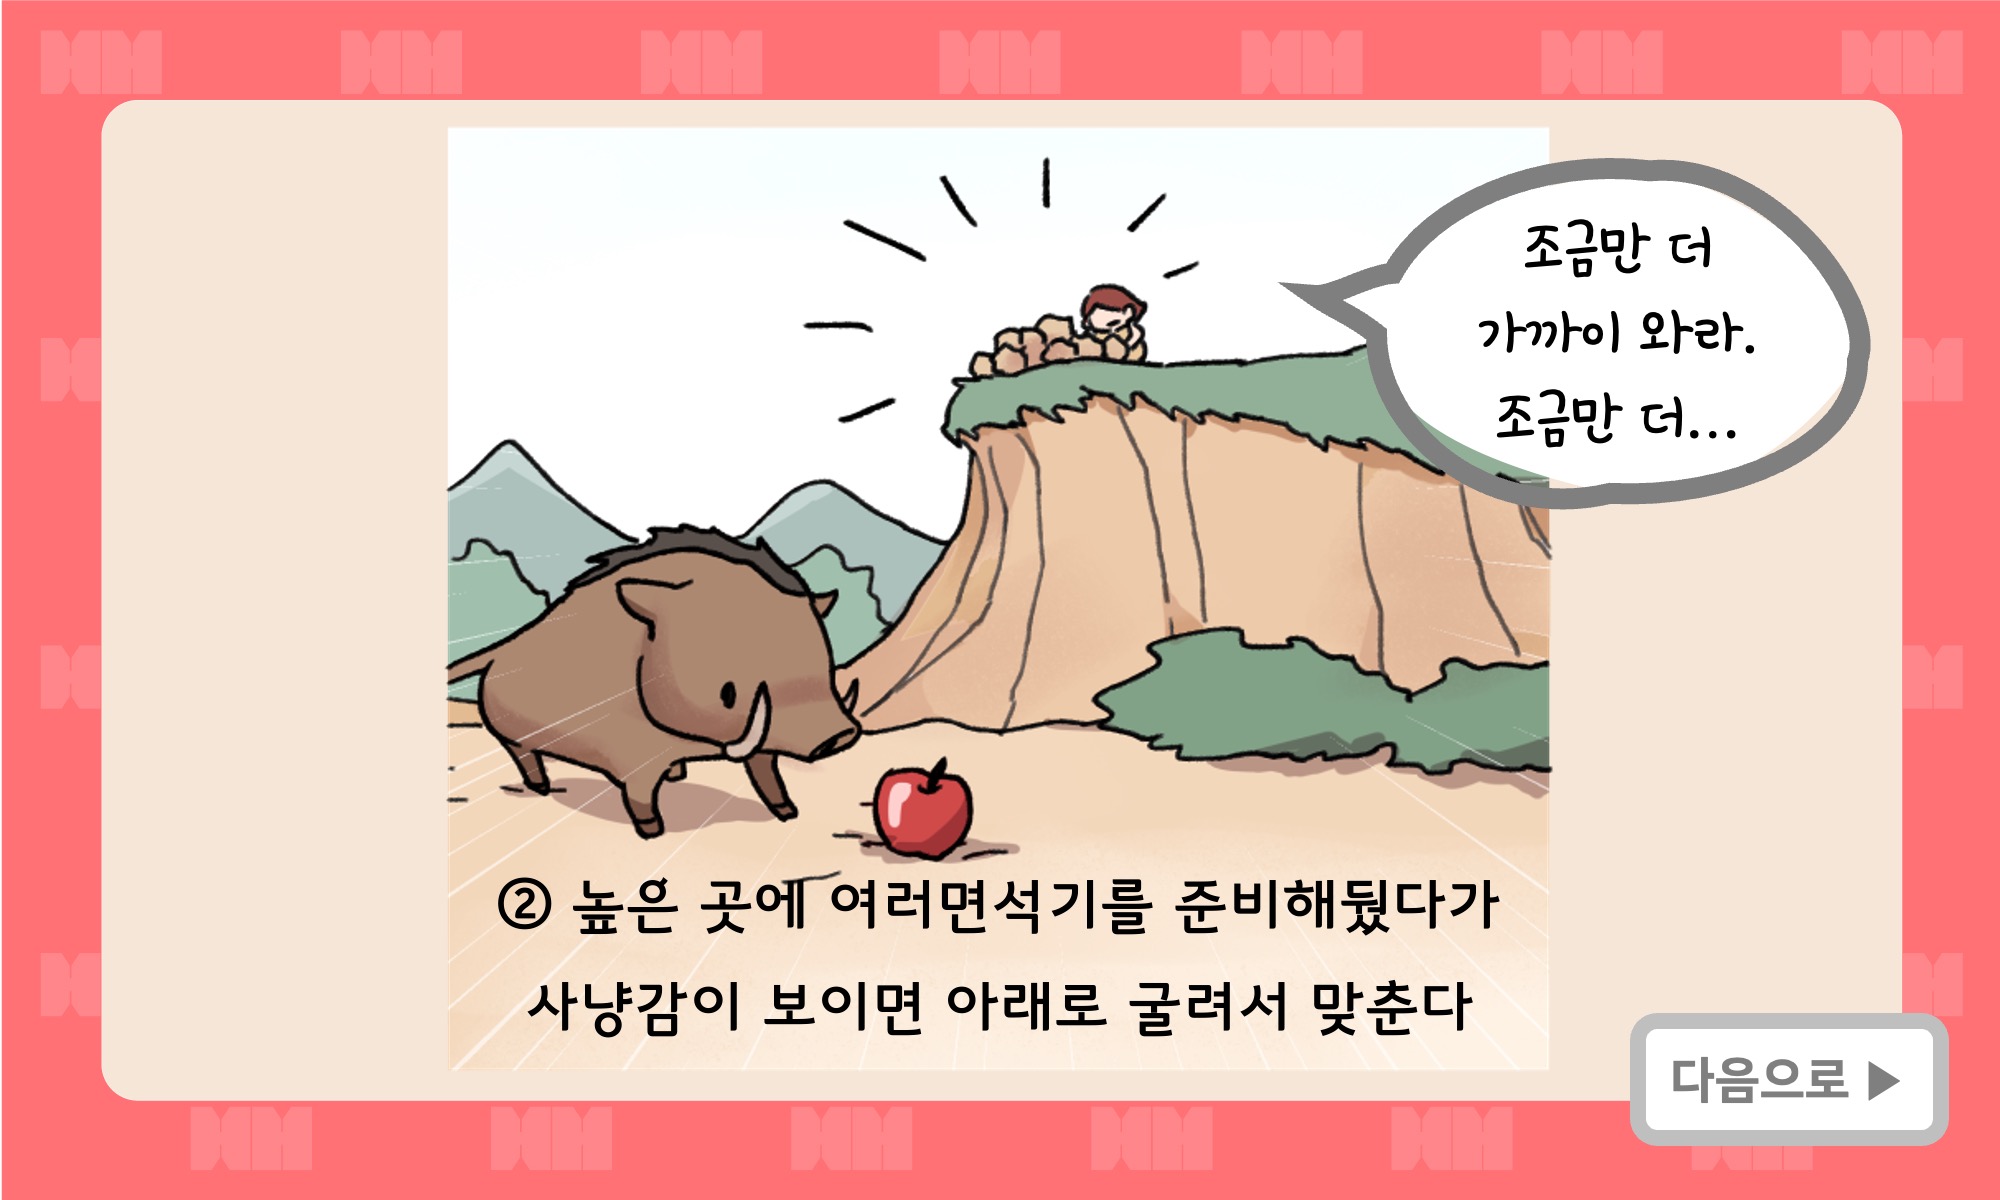 조금만 더
가까이 와라.
조금만 더...
② 높은 곳에 여러면석기를 준비해뒀다가
사냥감이 보이면 아래로 굴려서 맞춘다
다음으로 ▶